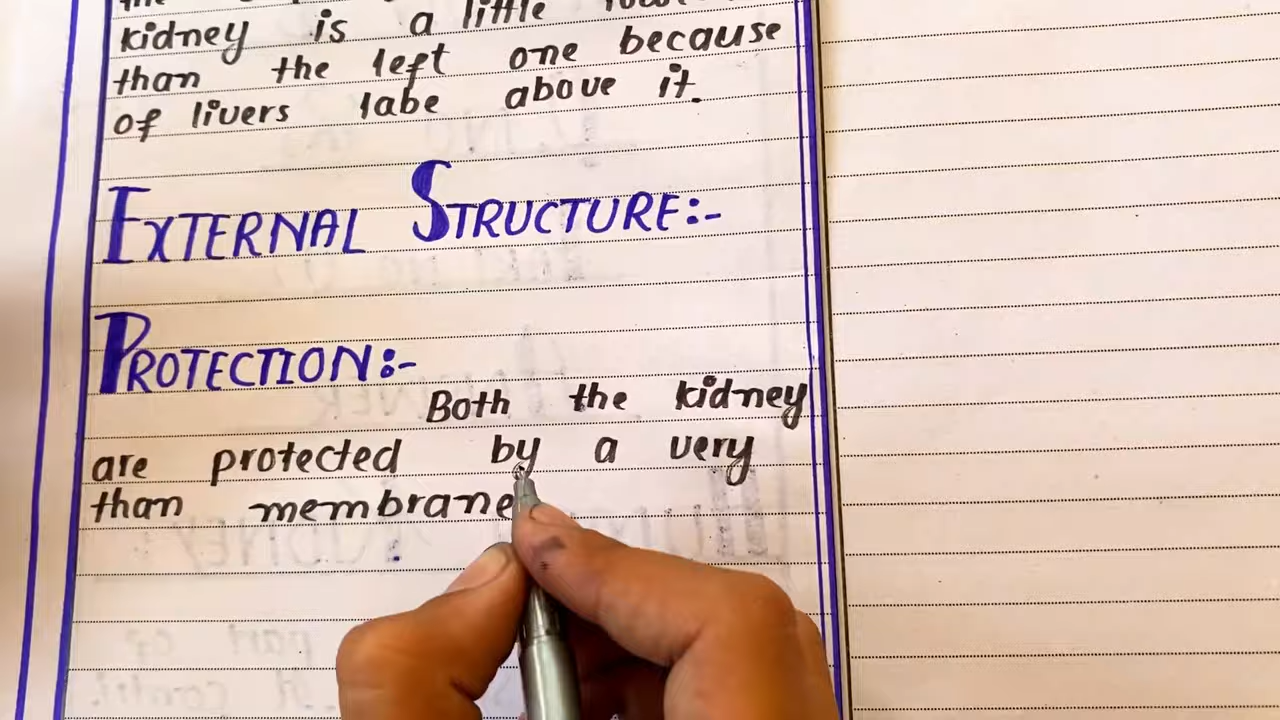 the
kidney is a little
than the left one because
of livers labe above it.
EXTERNAL STRUCTURE:-
PROTECTION:-
Both the kidney
are protected by a very
than membrane